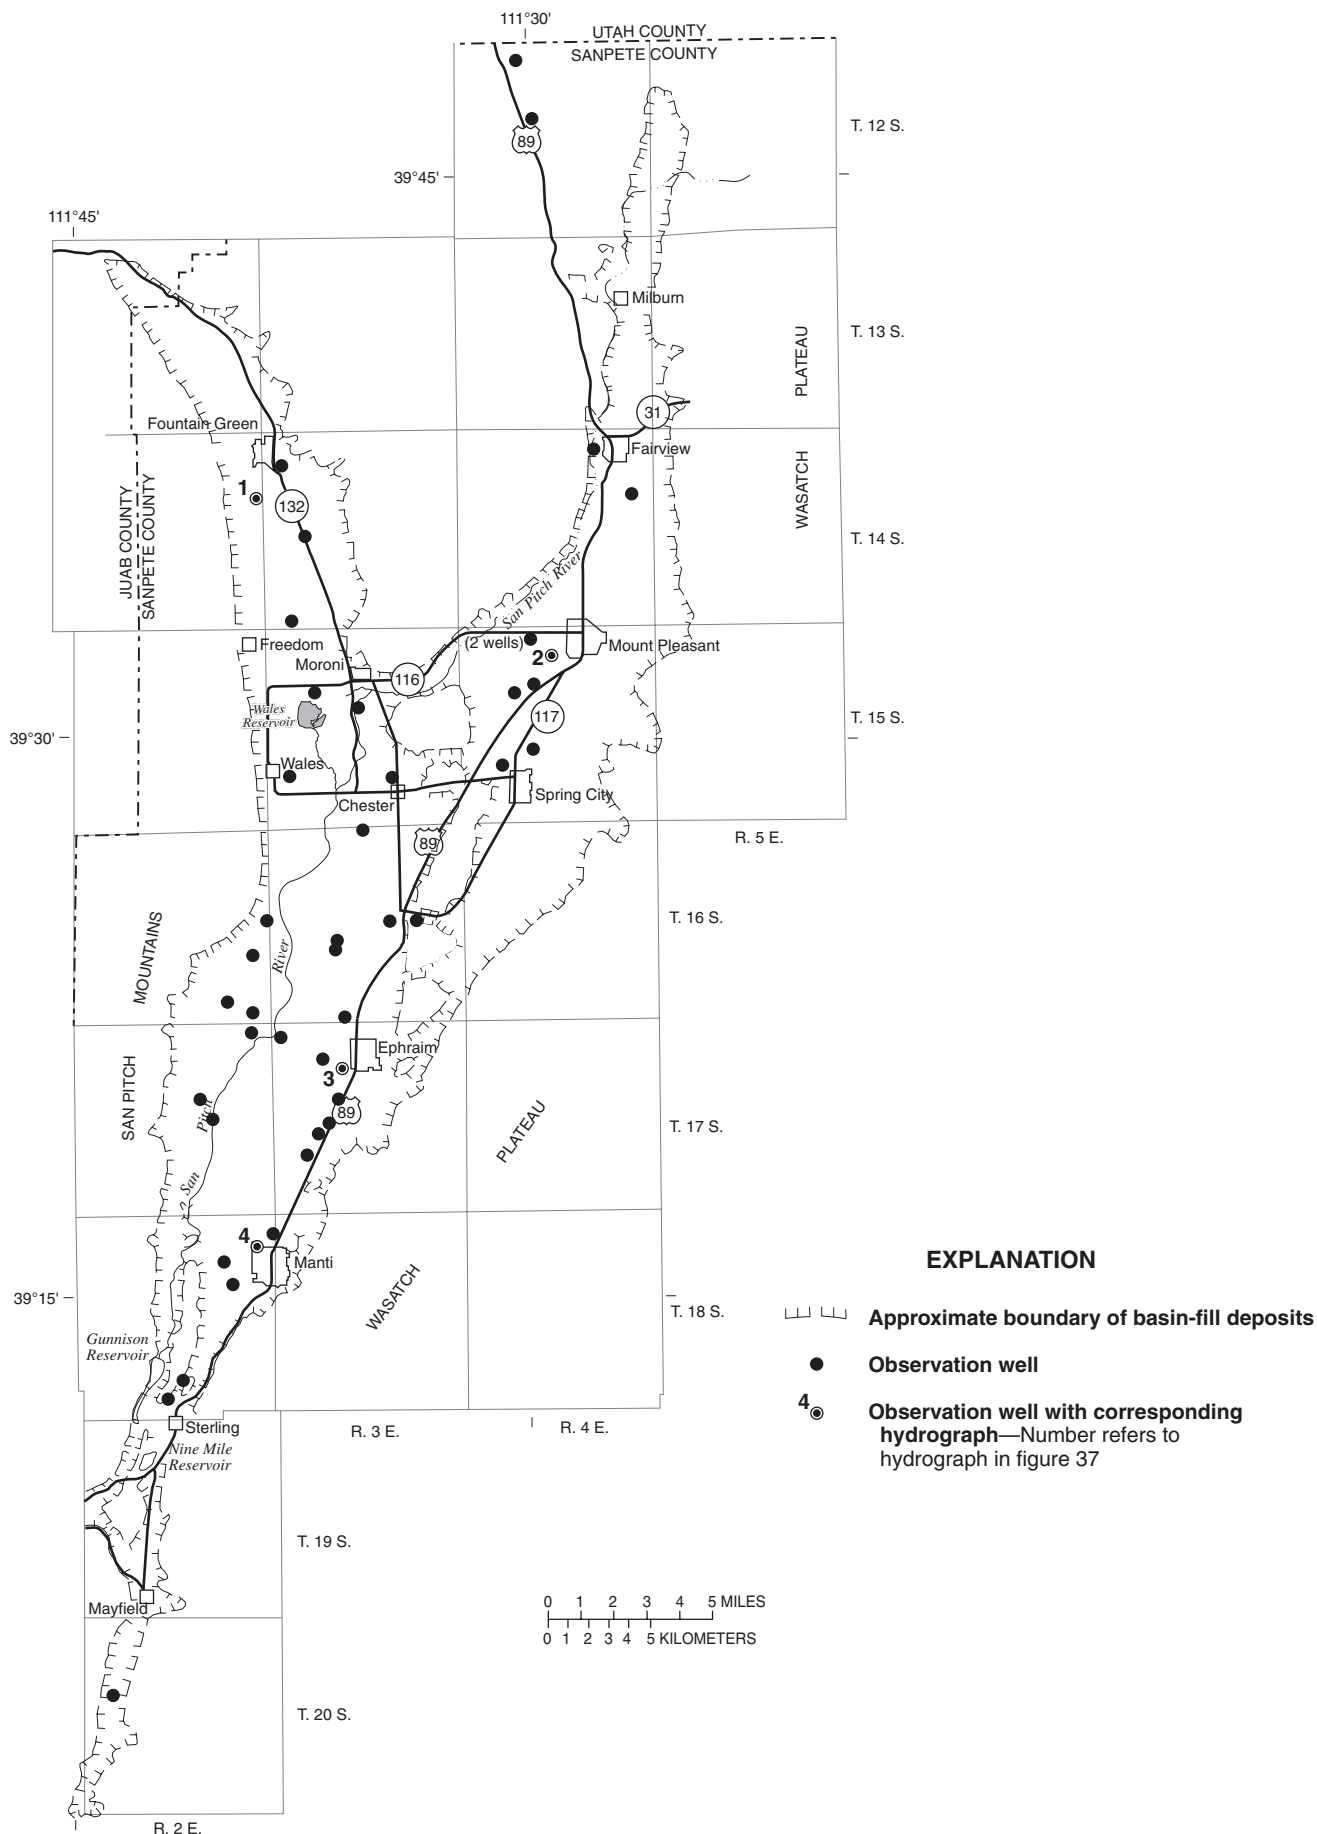 111°30'
UTAH COUNTY
SANPETE COUNTY
T. 12 S.
89
39°45'
111°45'
Milburn
T. 13 S.
PLATEAU
31
Fountain Green
Fairview
WASATCH
1
132
JUAB COUNTY
SANPETE COUNTY
T. 14 S.
San Pitch River
Freedom
(2 wells)
Mount Pleasant
Moroni
2
116
Wales
Reservoir
117
T. 15 S.
39°30'
Wales
Chester
Spring City
R. 5 E.
89
T. 16 S.
MOUNTAINS
River
Ephraim
3
SAN PITCH
89
Pitch
T. 17 S.
PLATEAU
San
4
Manti
WASATCH
39°15'
T. 18 S.
Gunnison
Reservoir
Sterling
R. 3 E.
R. 4 E.
Nine Mile
Reservoir
T. 19 S.
Mayfield
T. 20 S.
R. 2 E.
0 1 2 3 4 5 MILES
0 1 2 3 4 5 KILOMETERS
EXPLANATION
Approximate boundary of basin-fill deposits
Observation well
4
Observation well with corresponding
hydrograph—Number refers to
hydrograph in figure 37